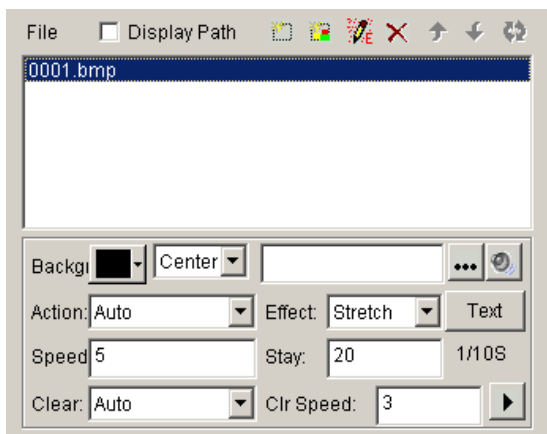 File Display Path E
0001.bmp
Backgı Center ...
Action: Auto Effect: Stretch Text
Speed 5 Stay: 20 1/10S
Clear: Auto Clr Speed: 3